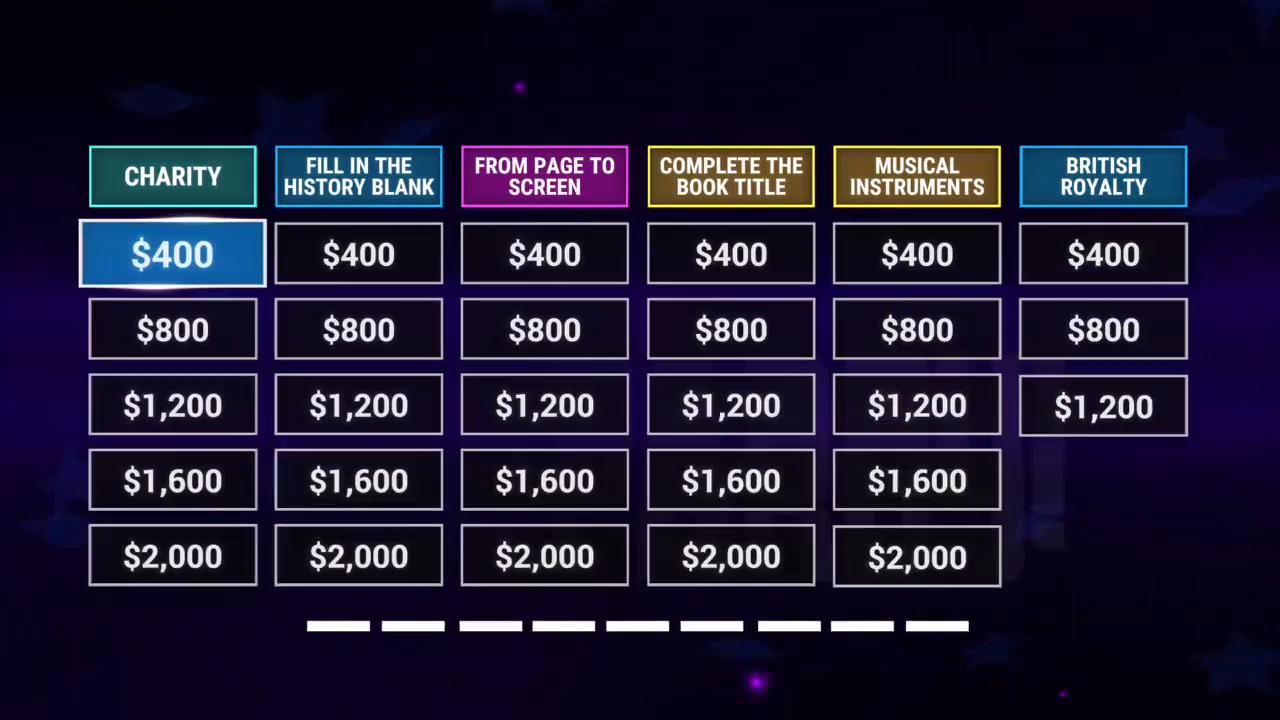 CHARITY
FILL IN THE
HISTORY BLANK
FROM PAGE TO
SCREEN
COMPLETE THE
BOOK TITLE
MUSICAL
INSTRUMENTS
BRITISH
ROYALTY
$400 $400 $400 $400 $400 $400
$800 $800 $800 $800 $800 $800
$1,200 $1,200 $1,200 $1,200 $1,200 $1,200
$1,600 $1,600 $1,600 $1,600 $1,600
$2,000 $2,000 $2,000 $2,000 $2,000